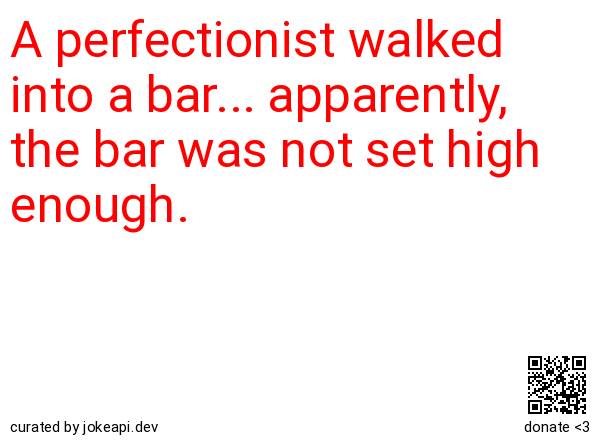 A perfectionist walked
into a bar... apparently,
the bar was not set high
enough.
curated by jokeapi.dev
donate <3